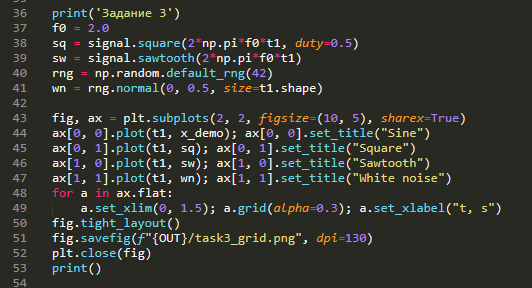 36 print('Задание 3')
37 f0 = 2.0
38 sq = signal.square(2*np.pi*f0*t1, duty=0.5)
39 sw = signal.sawtooth(2*np.pi*f0*t1)
40 rng = np.random.default_rng(42)
41 wn = rng.normal(0, 0.5, size=t1.shape)
42
43 fig, ax = plt.subplots(2, 2, figsize=(10, 5), sharex=True)
44 ax[0, 0].plot(t1, x_demo); ax[0, 0].set_title("Sine")
45 ax[0, 1].plot(t1, sq); ax[0, 1].set_title("Square")
46 ax[1, 0].plot(t1, sw); ax[1, 0].set_title("Sawtooth")
47 ax[1, 1].plot(t1, wn); ax[1, 1].set_title("White noise")
48 for a in ax.flat:
49     a.set_xlim(0, 1.5); a.grid(alpha=0.3); a.set_xlabel("t, s")
50 fig.tight_layout()
51 fig.savefig(f"{OUT}/task3_grid.png", dpi=130)
52 plt.close(fig)
53 print()
54